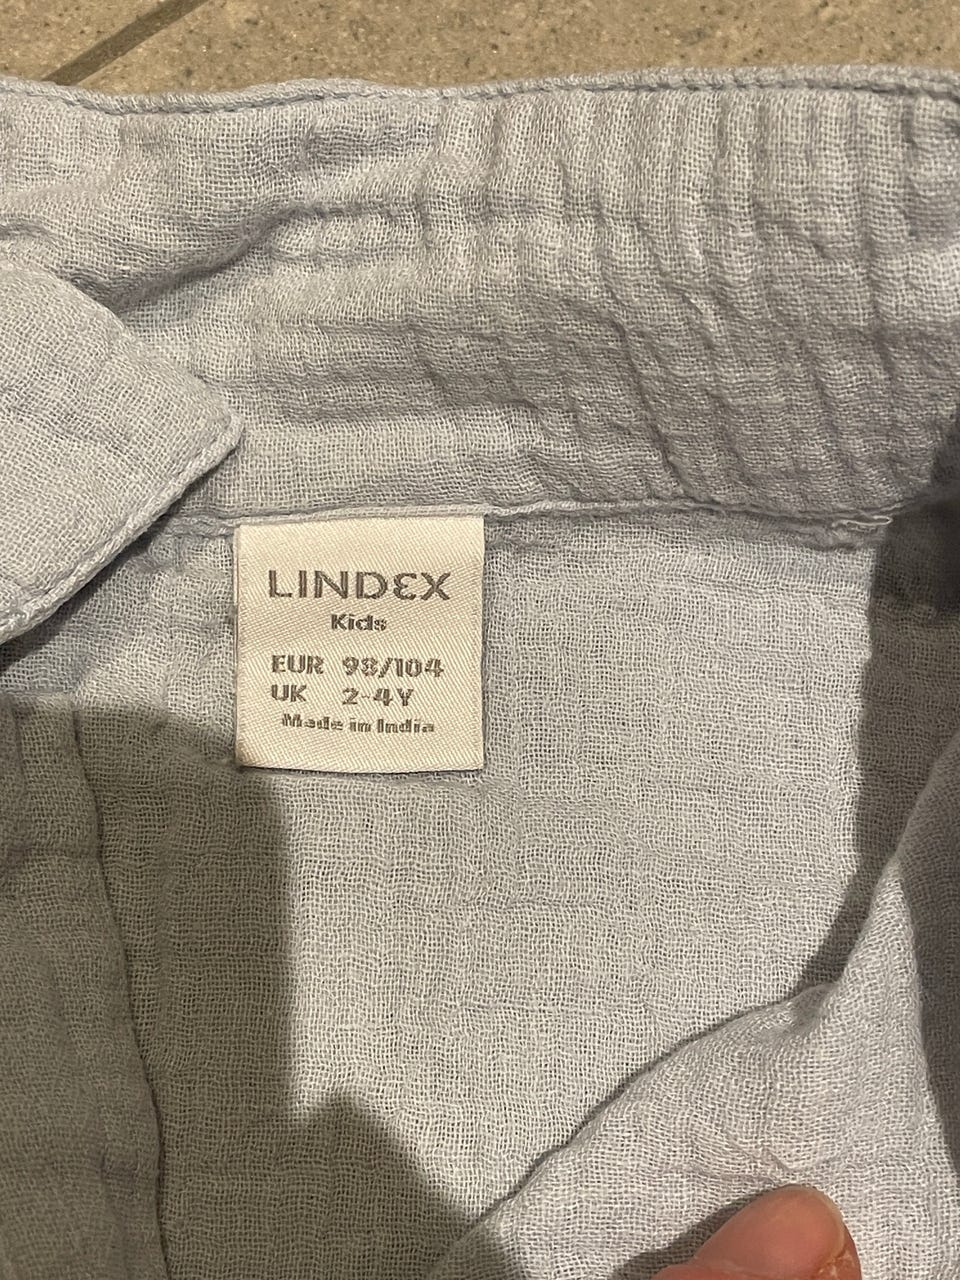 LINDEX
Kids
EUR 98/104
UK 2-4Y
Made in India